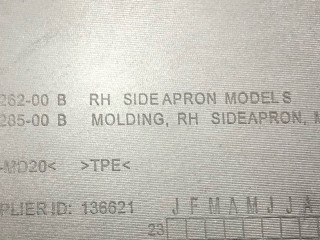 262-00 B RH SIDEAPRON MODELS
285-00 B MOLDING, RH SIDEAPRON, M
-MD20< >TPE<
PLIER ID: 136621 J F M A M J J A
23